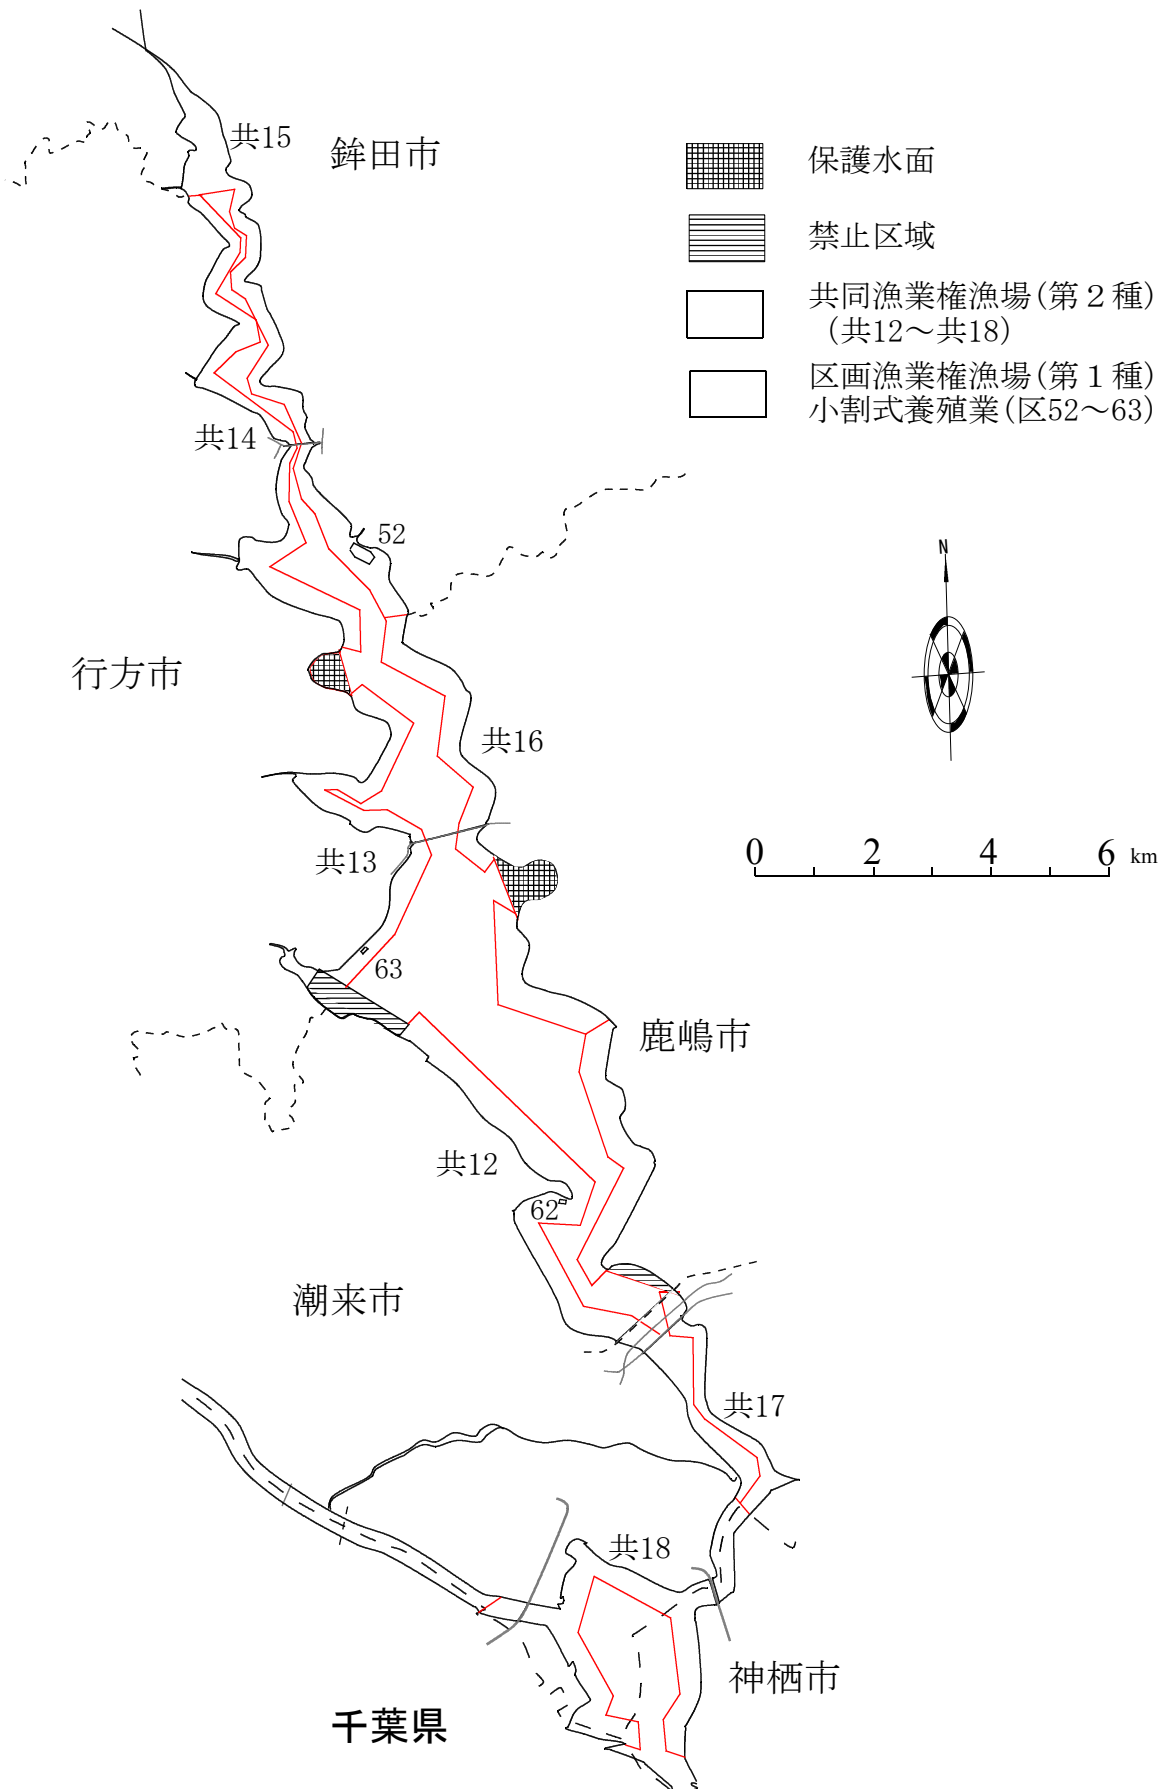 共15
鉾田市
保護水面
禁止区域
共同漁業権漁場(第２種)
（共12～共18）
区画漁業権漁場(第１種)
小割式養殖業(区52～63)
共14
52
N
行方市
共16
0 2 4 6 km
共13
63
鹿嶋市
共12
62
潮来市
共17
共18
神栖市
千葉県